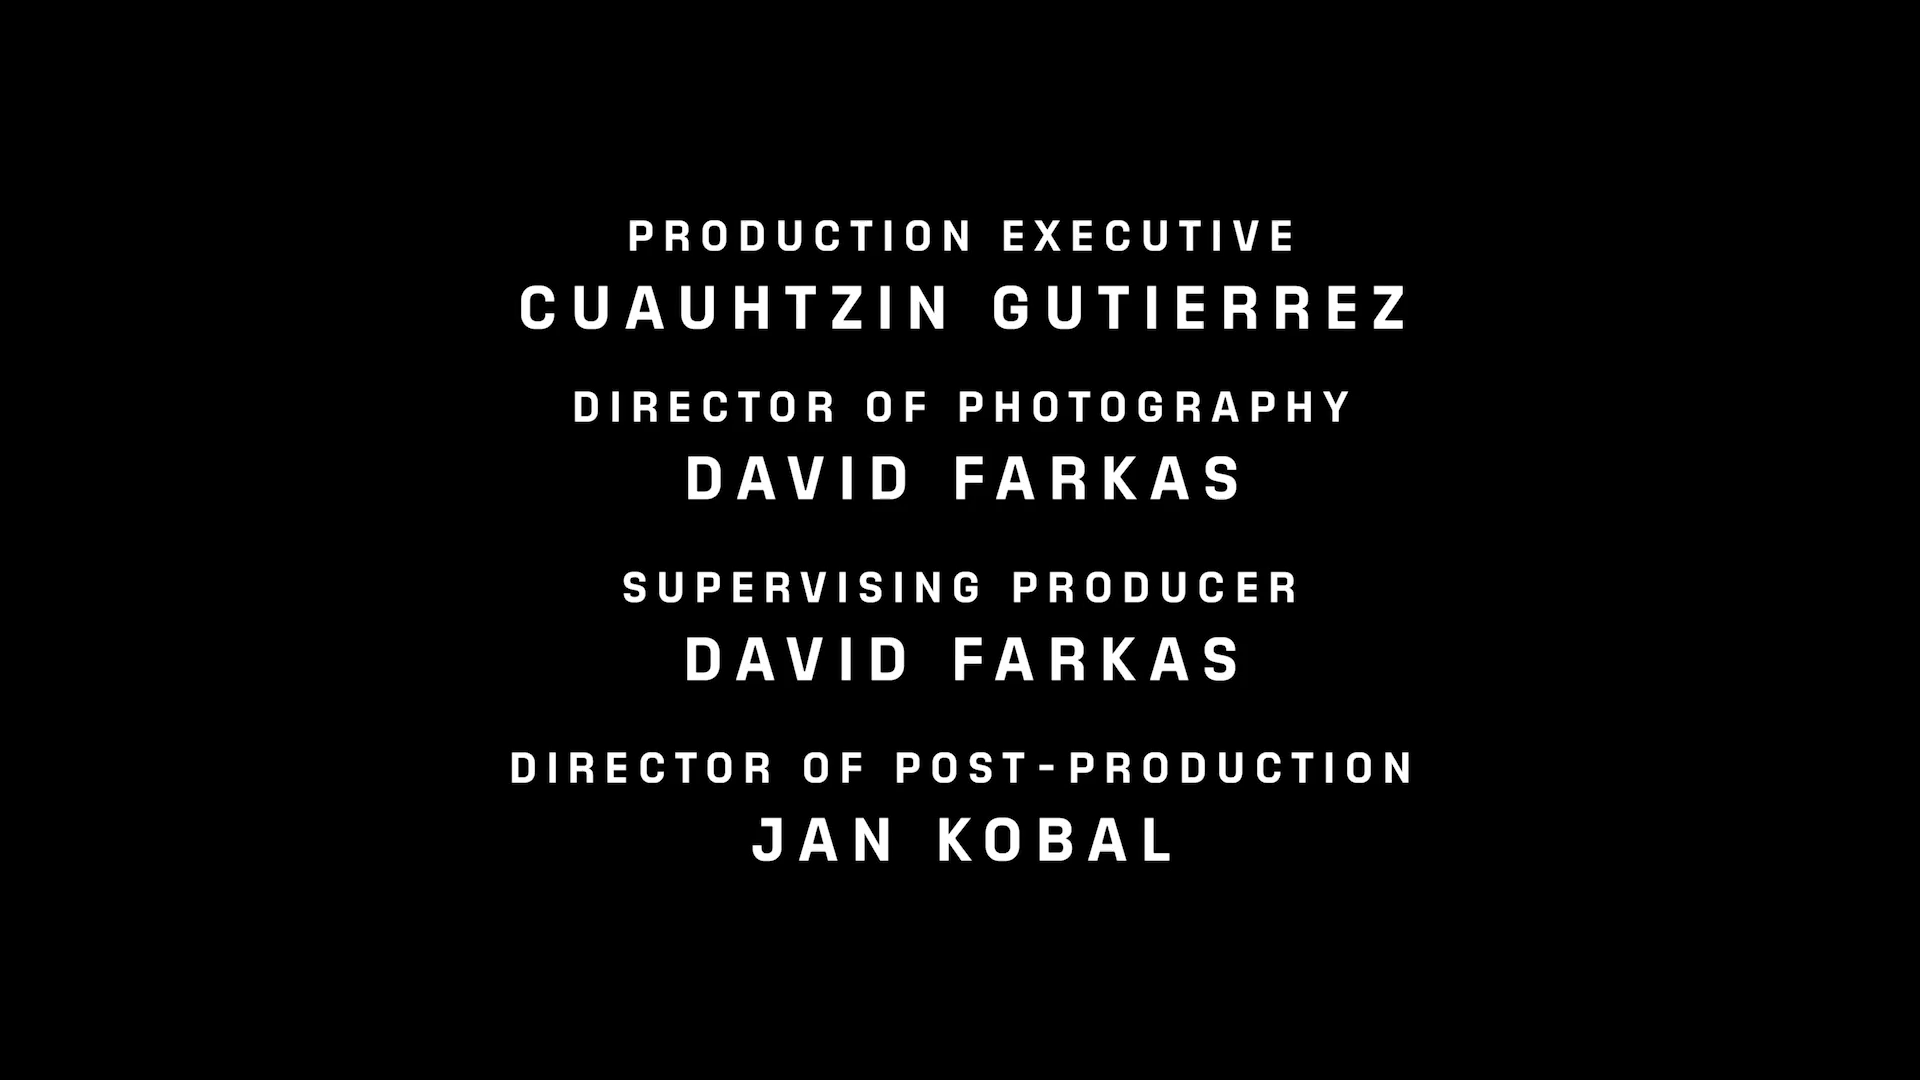 PRODUCTION EXECUTIVE
CUAUHTZIN GUTIERREZ
DIRECTOR OF PHOTOGRAPHY
DAVID FARKAS
SUPERVISING PRODUCER
DAVID FARKAS
DIRECTOR OF POST-PRODUCTION
JAN KOBAL